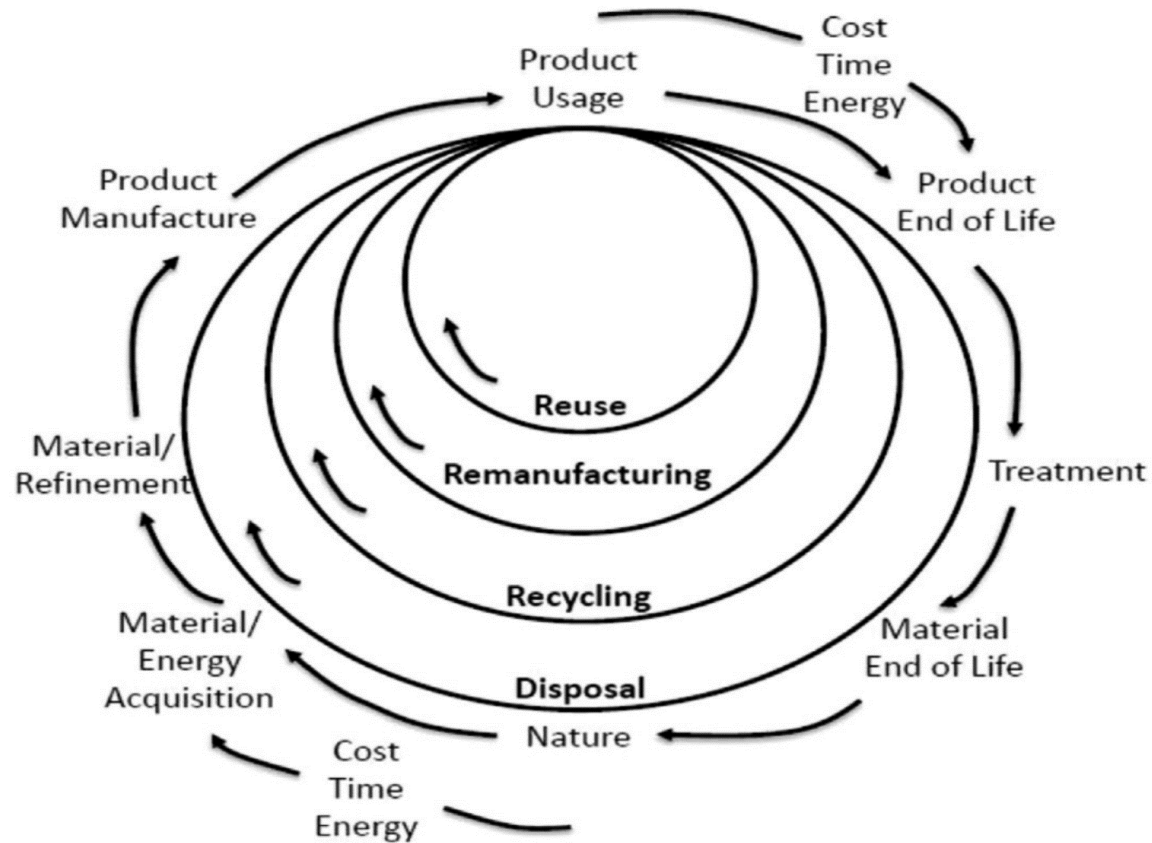 Cost
Time
Energy
Product
Usage
Product
Manufacture
Product
End of Life
Reuse
Material/
Refinement
Remanufacturing
Treatment
Recycling
Material/
Energy
Acquisition
Material
End of Life
Disposal
Nature
Cost
Time
Energy